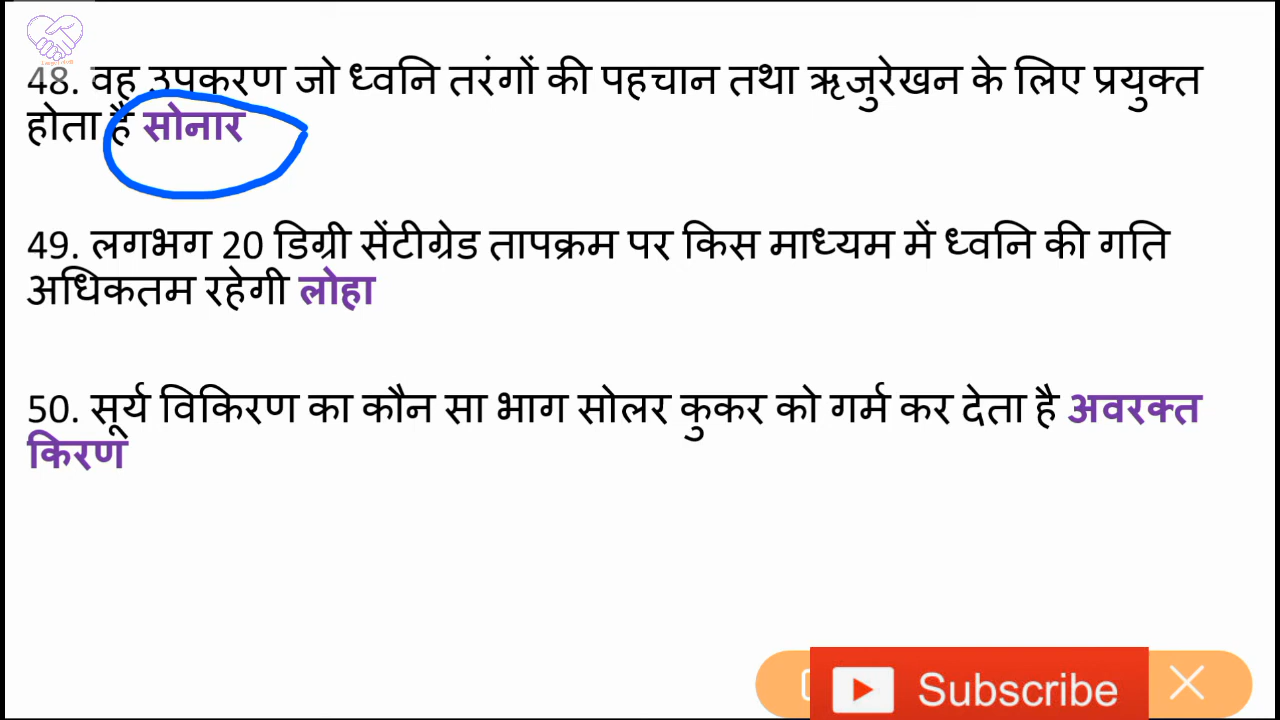 48. वह उपकरण जो ध्वनि तरंगों की पहचान तथा ऋजुरेखन के लिए प्रयुक्त
होता है सोनार
49. लगभग 20 डिग्री सेंटीग्रेड तापक्रम पर किस माध्यम में ध्वनि की गति
अधिकतम रहेगी लोहा
50. सूर्य विकिरण का कौन सा भाग सोलर कुकर को गर्म कर देता है अवरक्त
किरण
Subscribe